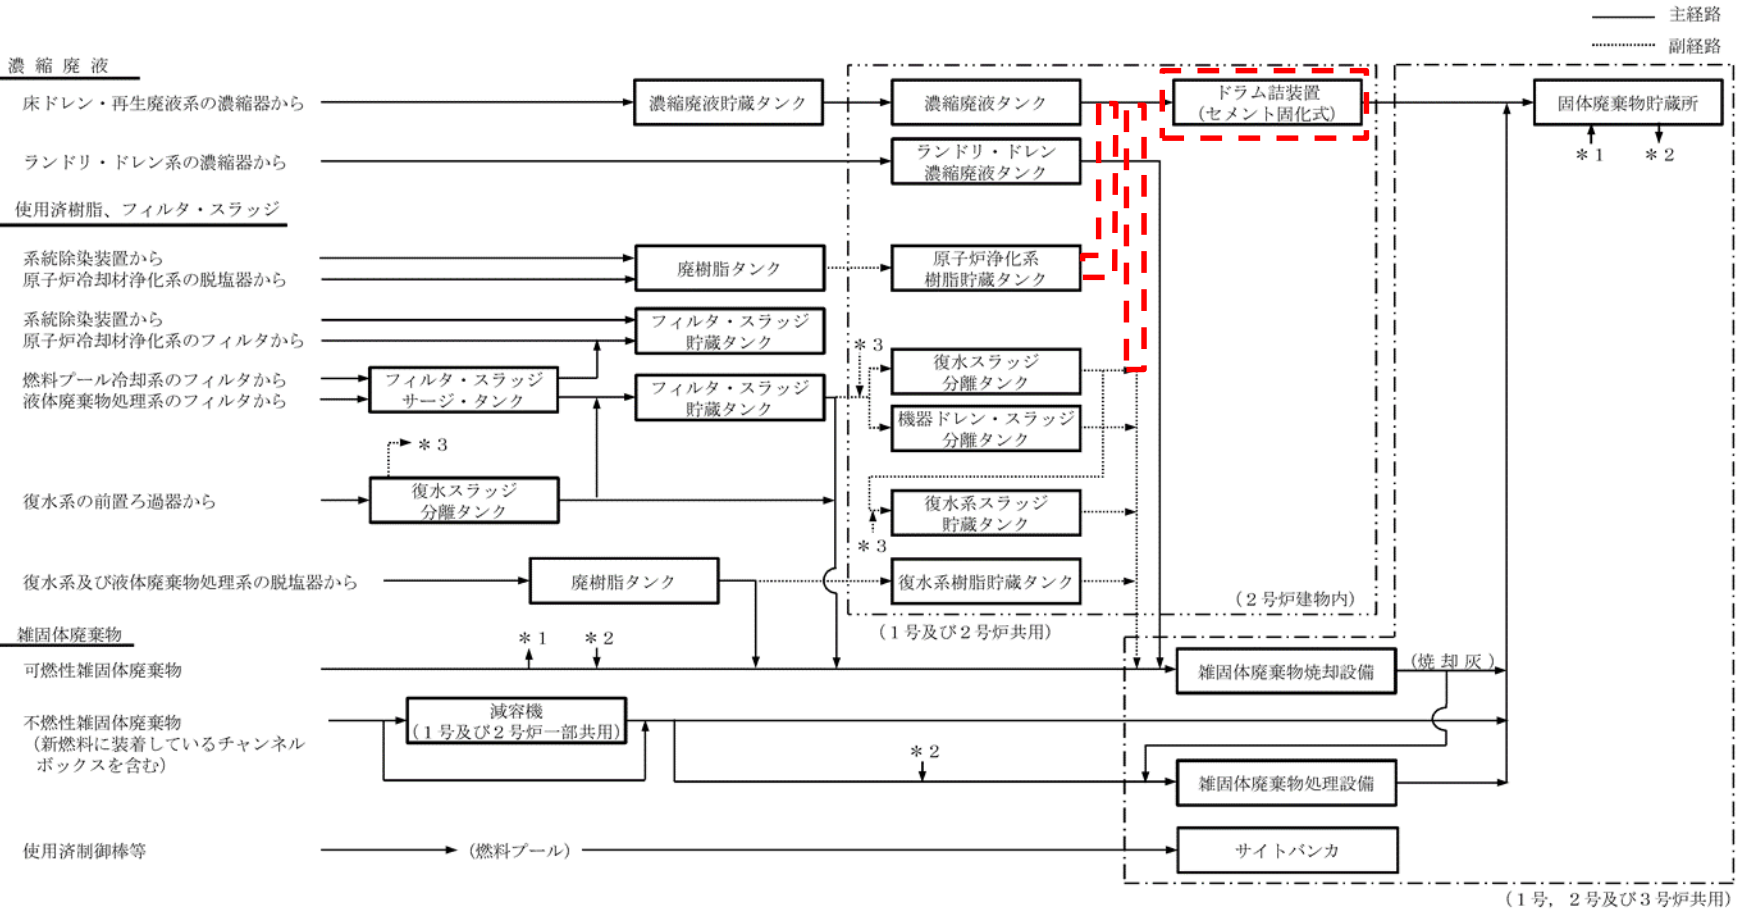 主経路
副経路
濃縮廃液
床ドレン・再生廃液系の濃縮器から
濃縮廃液貯蔵タンク
濃縮廃液タンク
ドラム詰装置
(セメント固化式)
固体廃棄物貯蔵所
＊1
＊2
ランドリ・ドレン系の濃縮器から
ランドリ・ドレン
濃縮廃液タンク
使用済樹脂、フィルタ・スラッジ
系統除染装置から
原子炉冷却材浄化系の脱塩器から
廃樹脂タンク
原子炉浄化系
樹脂貯蔵タンク
系統除染装置から
原子炉冷却材浄化系のフィルタから
フィルタ・スラッジ
貯蔵タンク
燃料プール冷却系のフィルタから
液体廃棄物処理系のフィルタから
フィルタ・スラッジ
サージ・タンク
フィルタ・スラッジ
貯蔵タンク
＊3
復水スラッジ
分離タンク
機器ドレン・スラッジ
分離タンク
＊3
復水系の前置ろ過器から
復水スラッジ
分離タンク
復水系スラッジ
貯蔵タンク
＊3
復水系及び液体廃棄物処理系の脱塩器から
廃樹脂タンク
復水系樹脂貯蔵タンク
(2号炉建物内)
(1号及び2号炉共用)
雑固体廃棄物
＊1
＊2
可燃性雑固体廃棄物
雑固体廃棄物焼却設備
(焼却灰)
不燃性雑固体廃棄物
(新燃料に装着しているチャンネル
ボックスを含む)
減容機
(1号及び2号炉一部共用)
＊2
雑固体廃棄物処理設備
使用済制御棒等
(燃料プール)
サイトバンカ
(1号，2号及び3号炉共用)